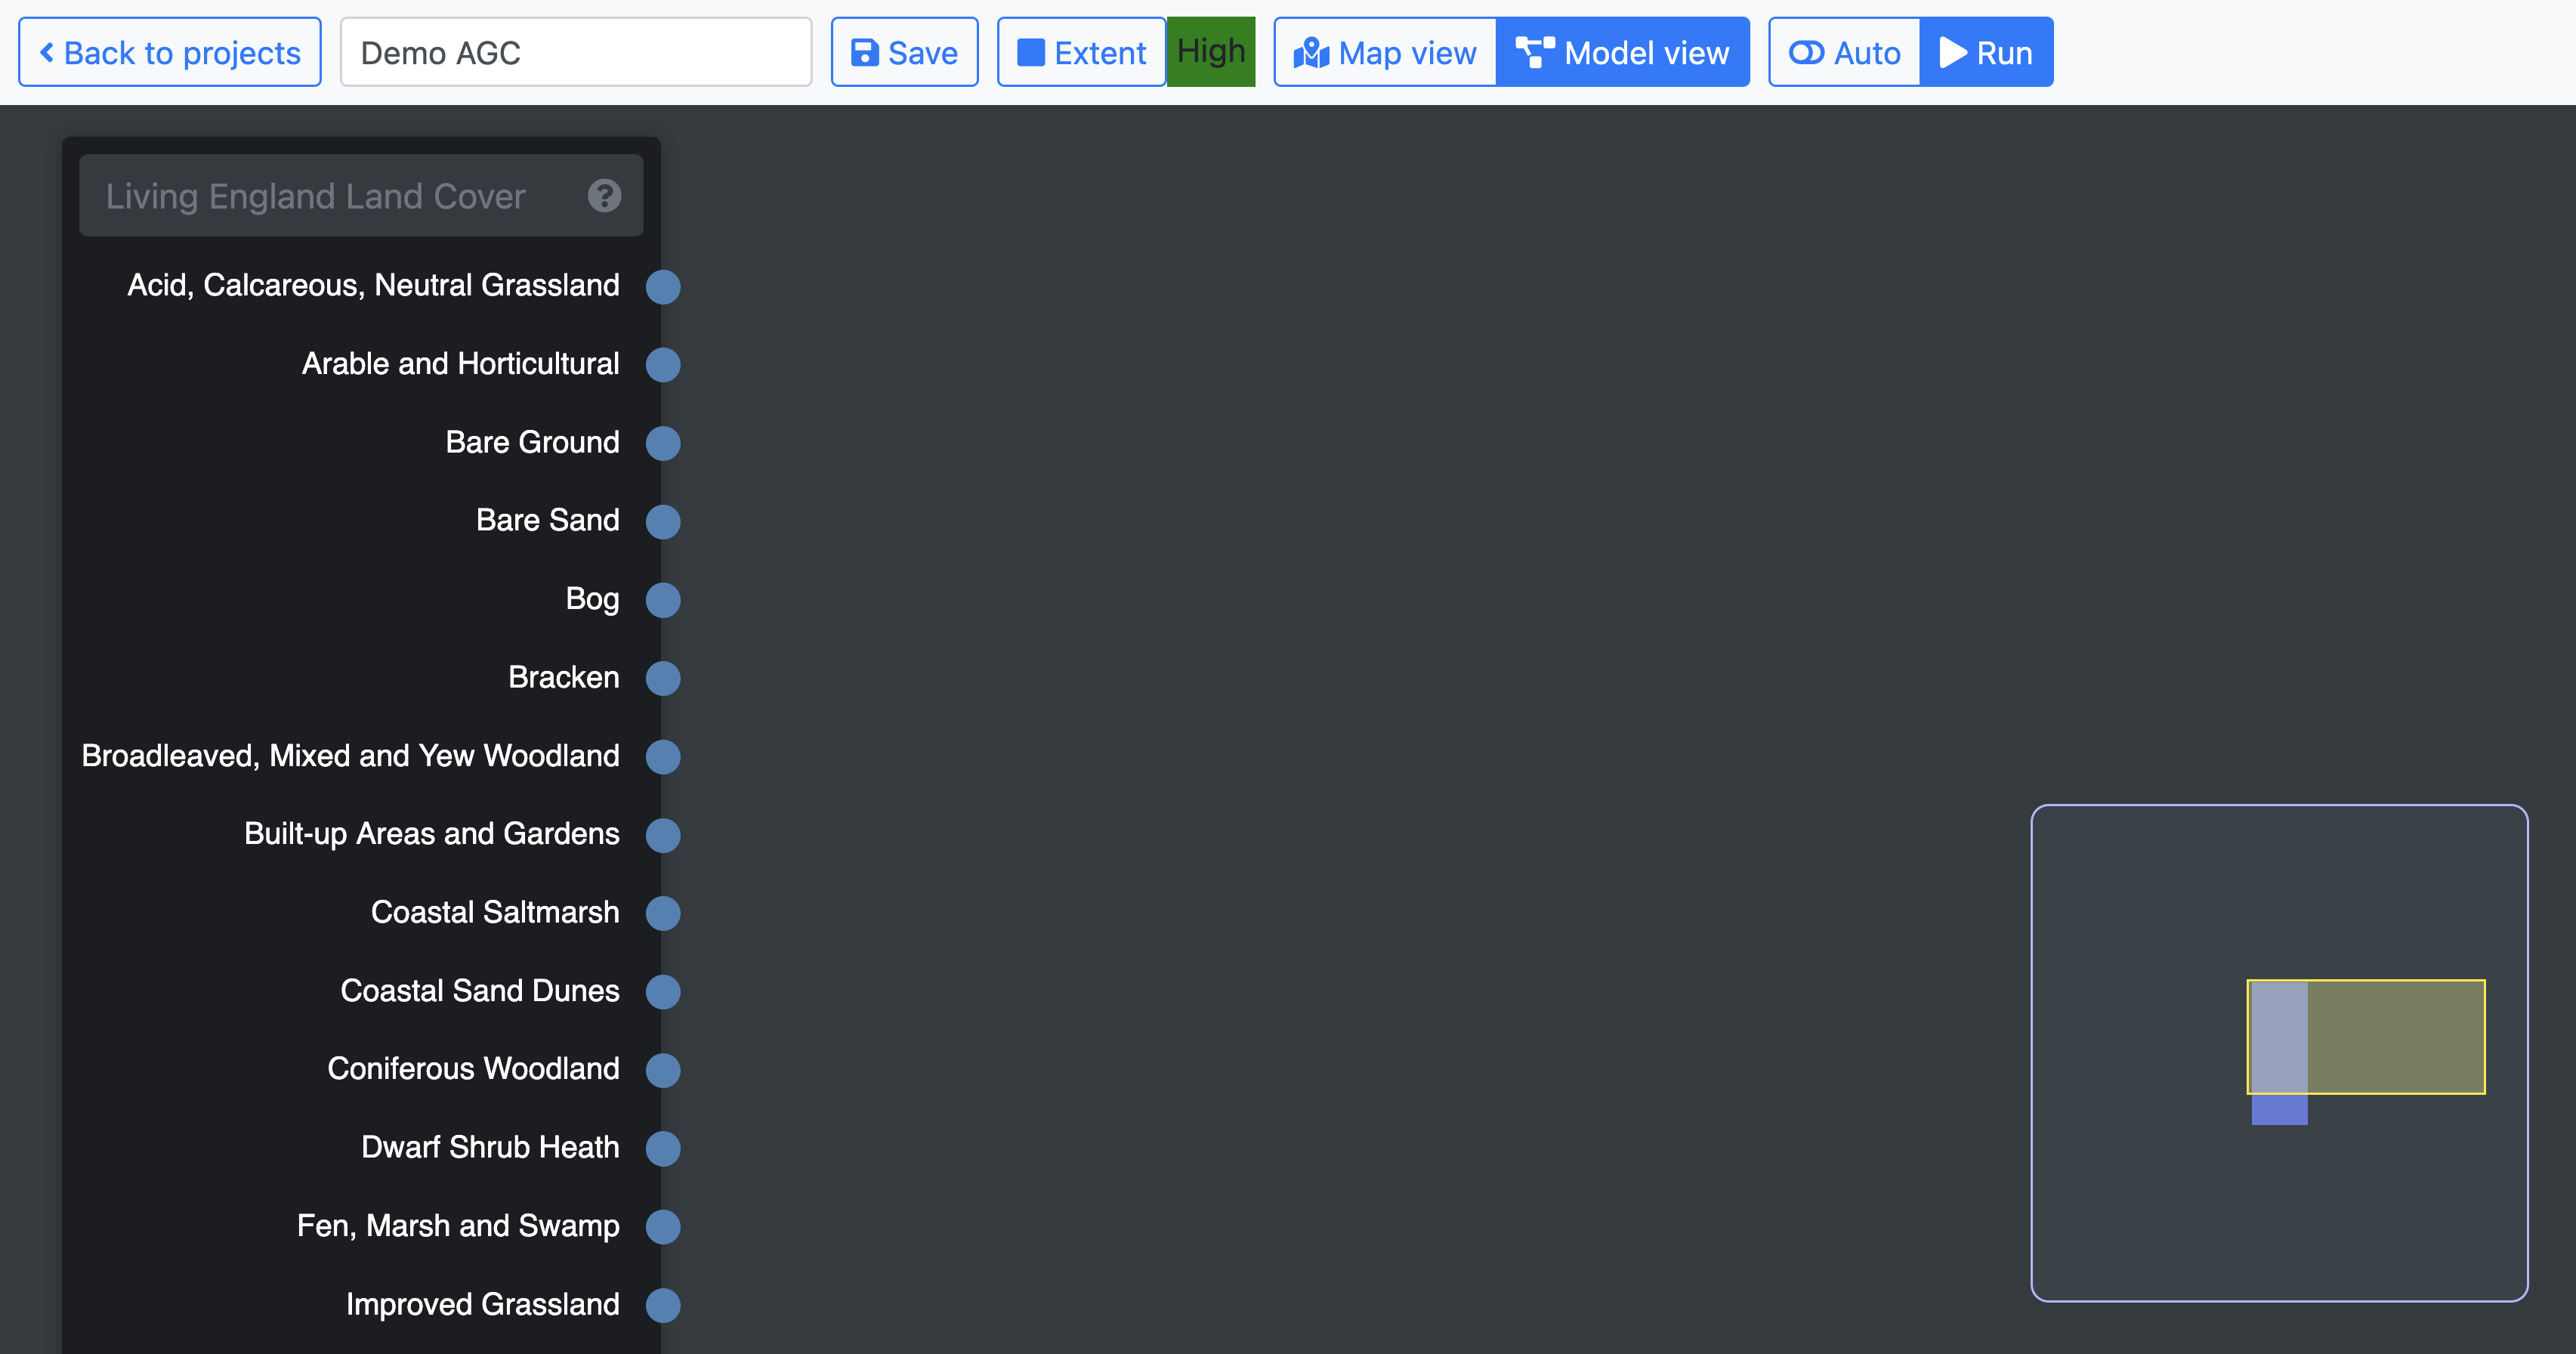 Back to projects Demo AGC Save Extent High Map view Model view Auto Run
Living England Land Cover ?
Acid, Calcareous, Neutral Grassland
Arable and Horticultural
Bare Ground
Bare Sand
Bog
Bracken
Broadleaved, Mixed and Yew Woodland
Built-up Areas and Gardens
Coastal Saltmarsh
Coastal Sand Dunes
Coniferous Woodland
Dwarf Shrub Heath
Fen, Marsh and Swamp
Improved Grassland